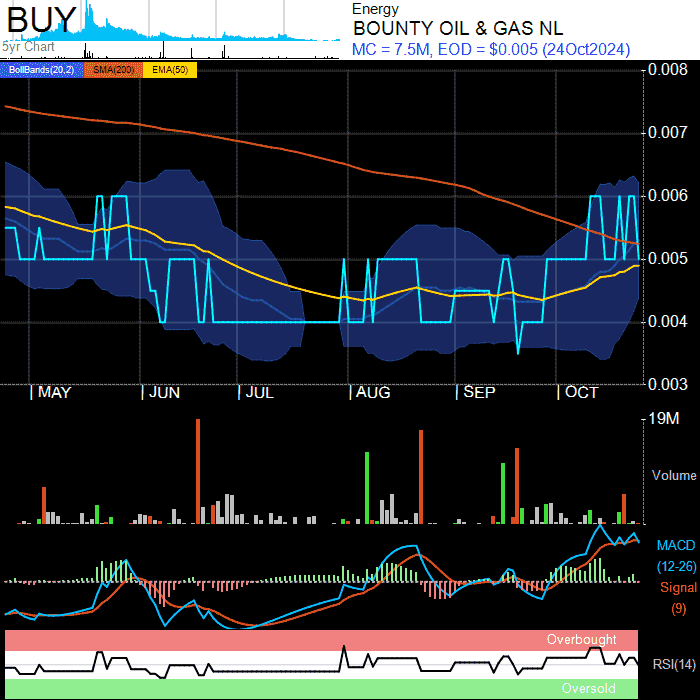 BUY
5yr Chart
Energy
BOUNTY OIL & GAS NL
MC = 7.5M, EOD = $0.005 (24Oct2024)
BollBands(20,2) SMA(200) EMA(50)
0.008
0.007
0.006
0.005
0.004
0.003
MAY JUN JUL AUG SEP OCT
19M
Volume
MACD
(12-26)
Signal
(9)
Overbought
RSI(14)
Oversold